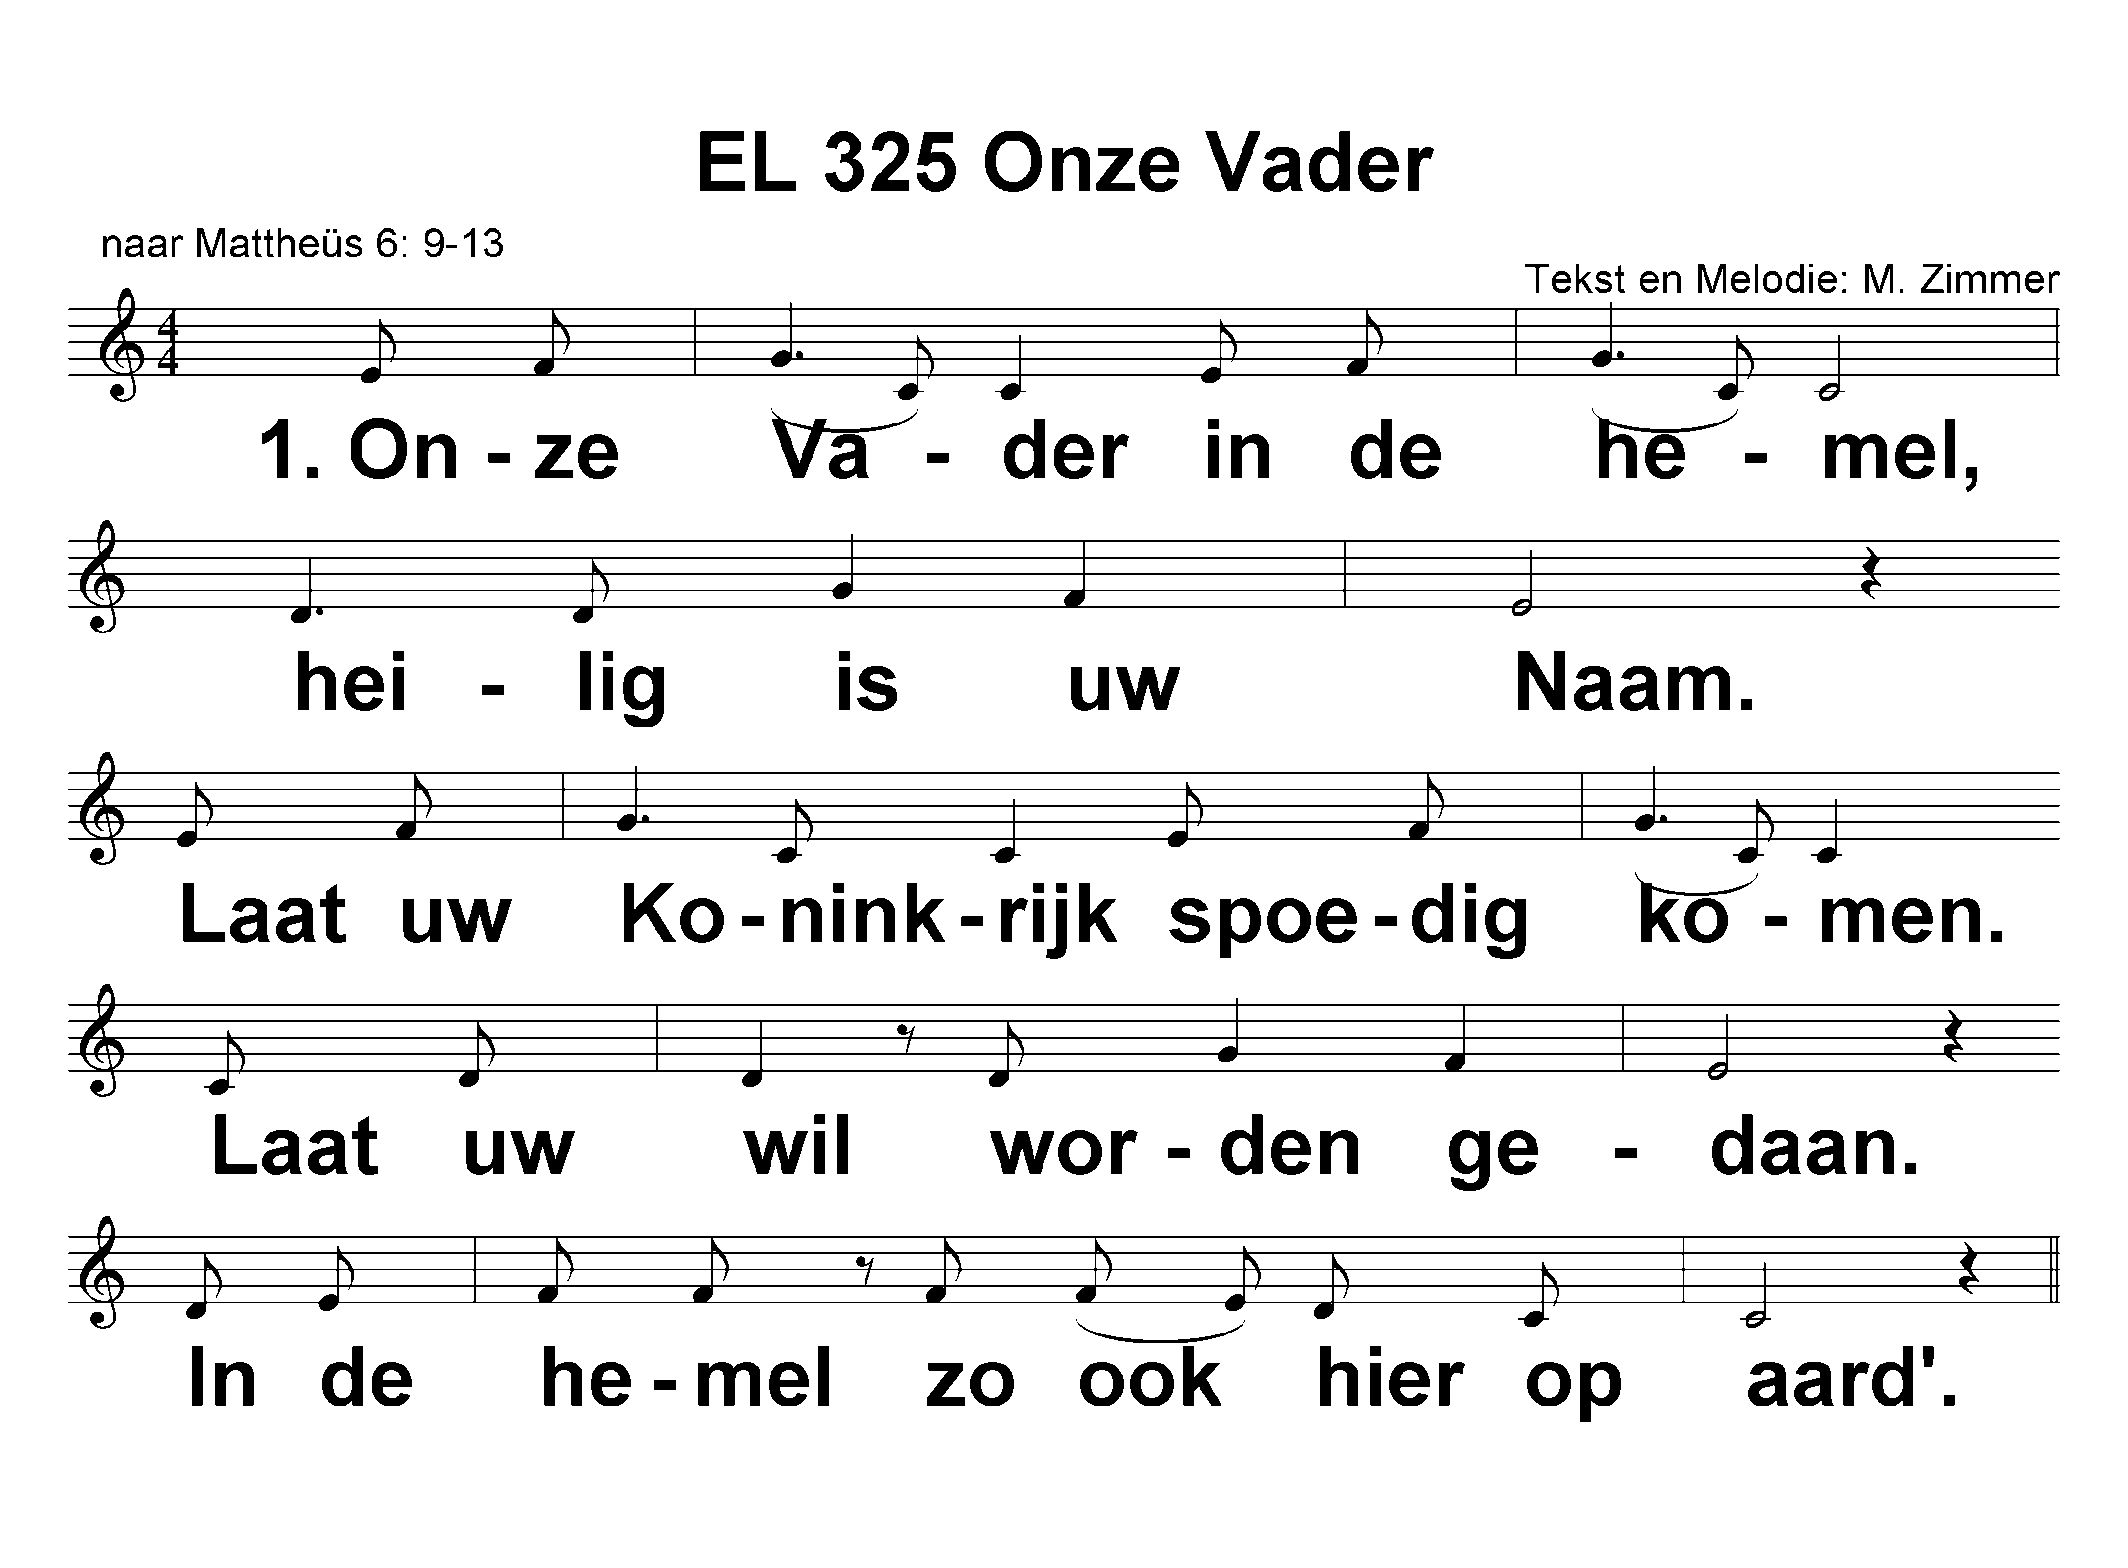 EL 325 Onze Vader
naar Mattheüs 6: 9-13
Tekst en Melodie: M. Zimmer
4
4
1. On - ze Va - der in de he - mel,
hei - lig is uw Naam.
Laat uw Ko - nink - rijk spoe - dig ko - men.
Laat uw wil wor - den ge - daan.
In de he - mel zo ook hier op aard'.